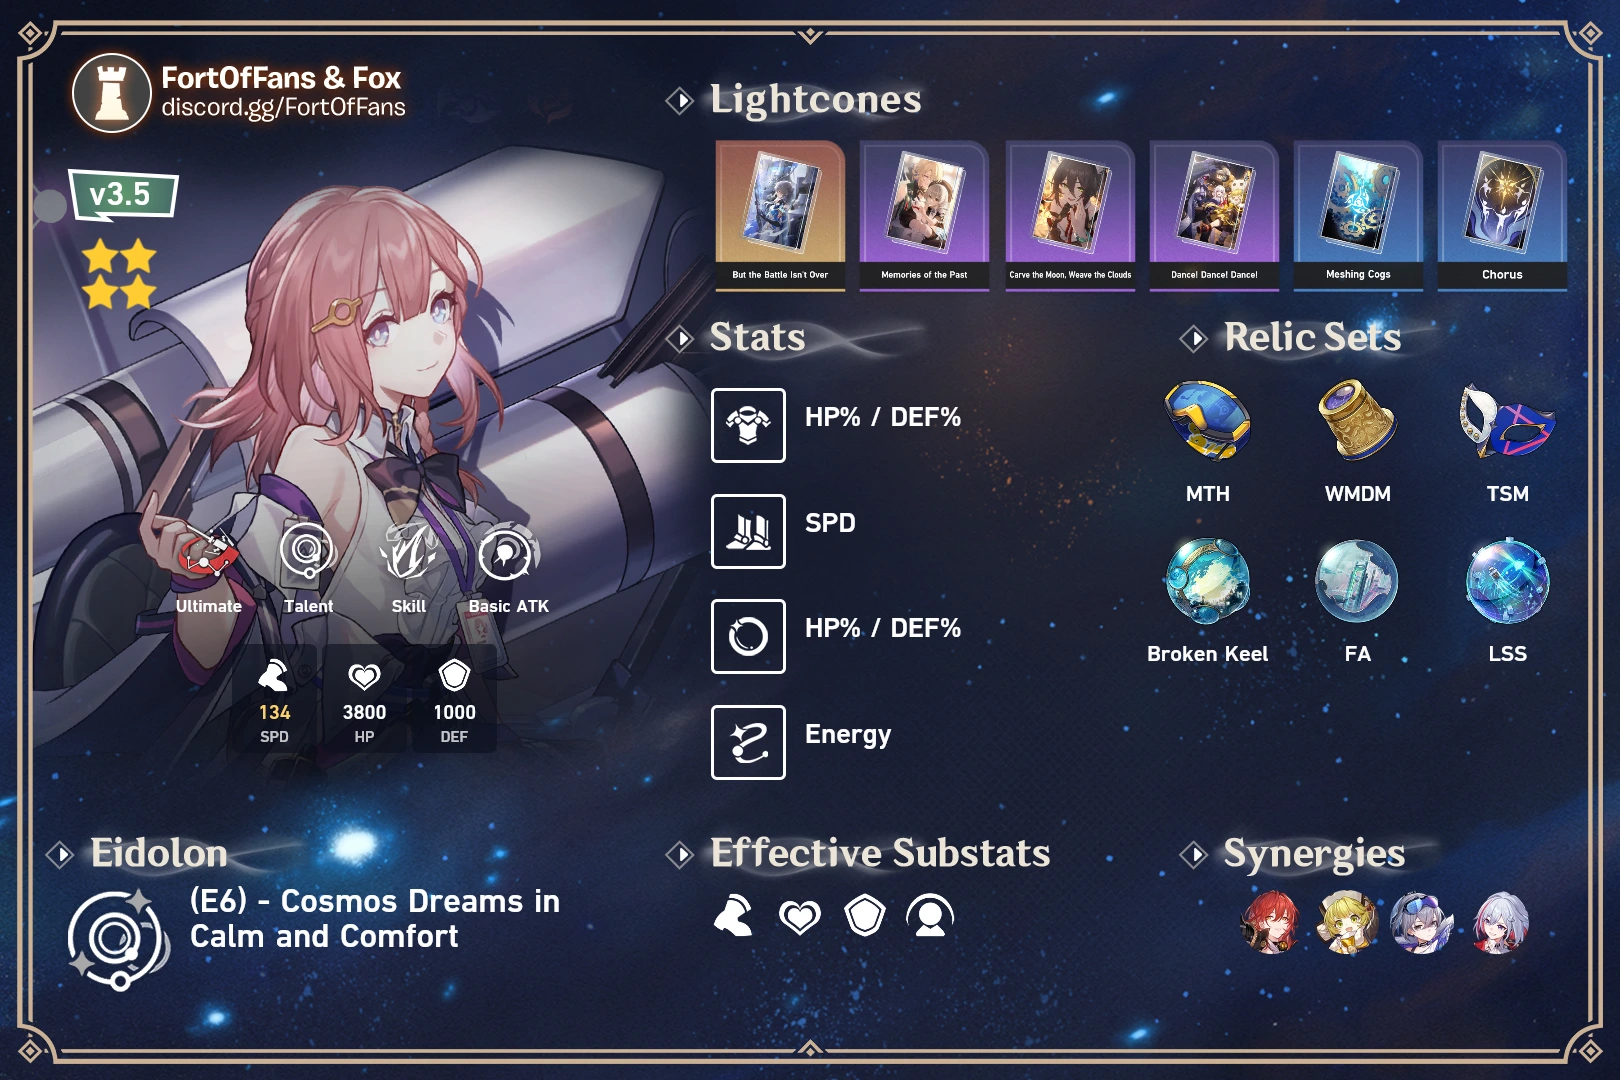 FortOfFans & Fox
discord.gg/FortOfFans
v3.5
Ultimate
Talent
Skill
Basic ATK
134
3800
1000
SPD
HP
DEF
Lightcones
But the Battle Isn't Over
Memories of the Past
Carve the Moon, Weave the Clouds
Dance! Dance! Dance!
Meshing Cogs
Chorus
Stats
HP% / DEF%
SPD
HP% / DEF%
Energy
Relic Sets
MTH
WMDM
TSM
Broken Keel
FA
LSS
Eidolon
(E6) - Cosmos Dreams in
Calm and Comfort
Effective Substats
Synergies